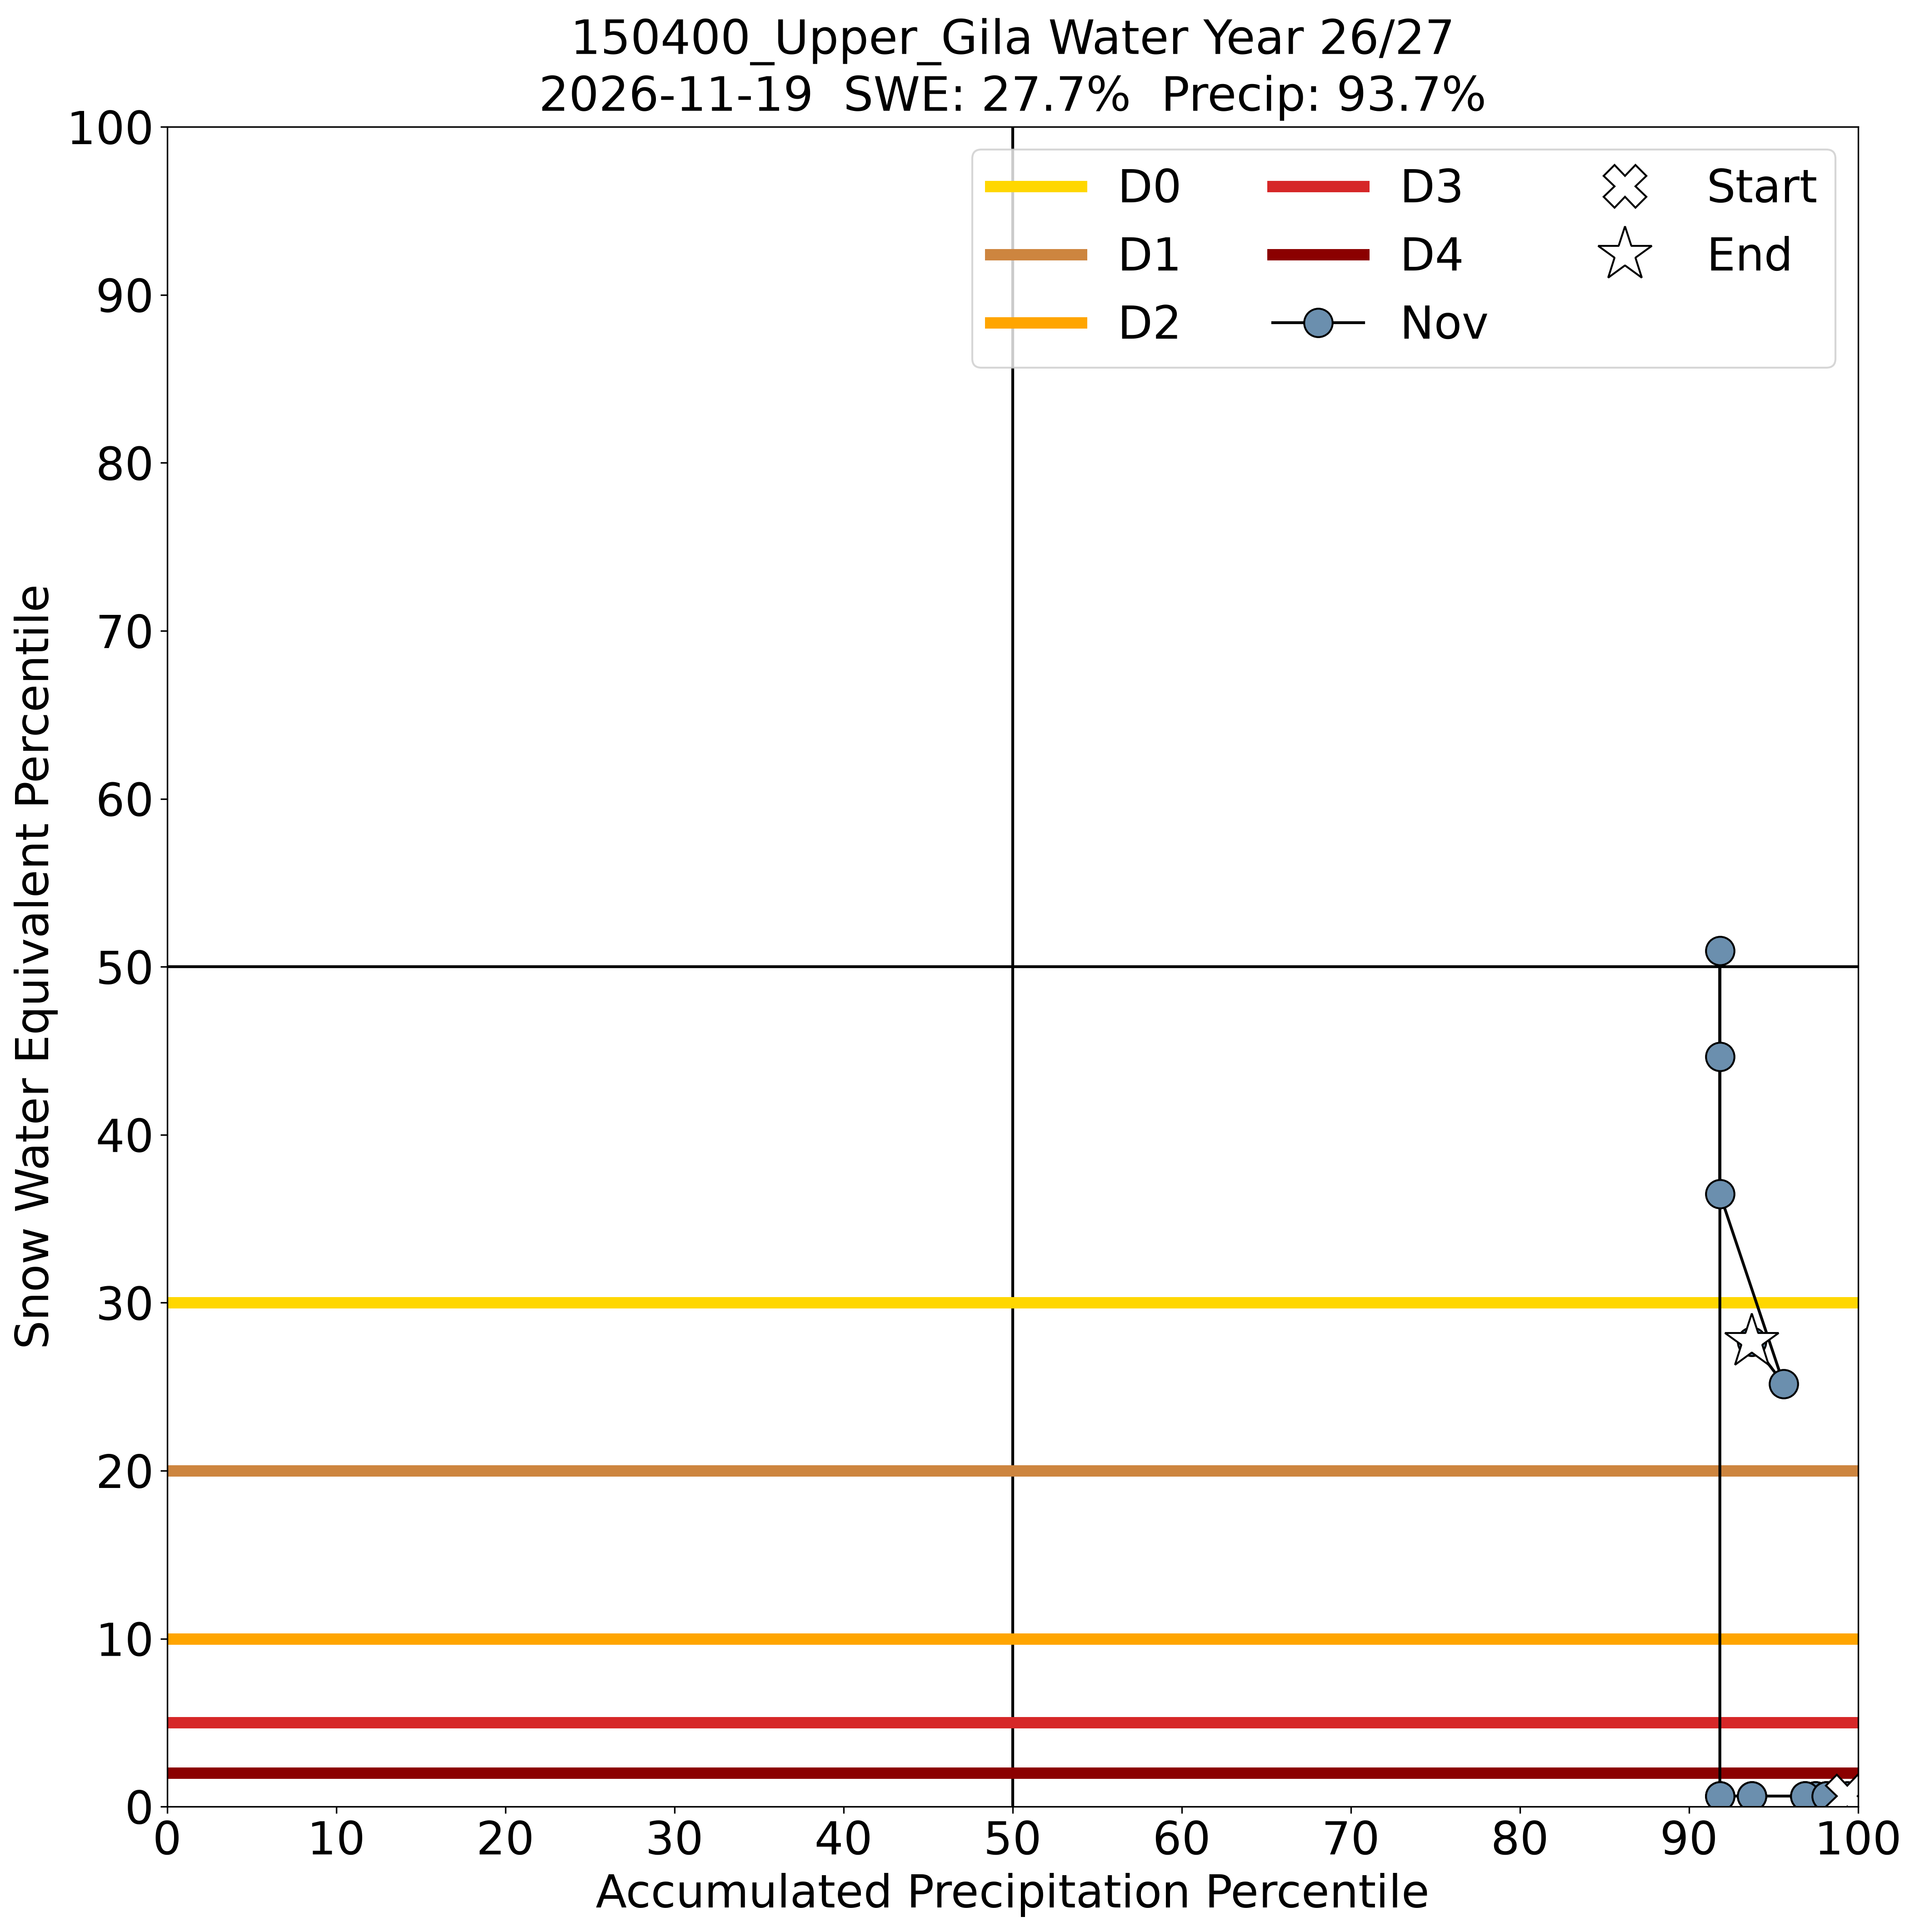 150400_Upper_Gila Water Year 26/27
2026-11-19  SWE: 27.7%  Precip: 93.7%
100
90
80
70
60
50
40
30
20
10
0
Snow Water Equivalent Percentile
D0
D1
D2
D3
D4
Nov
Start
End
0 10 20 30 40 50 60 70 80 90 100
Accumulated Precipitation Percentile